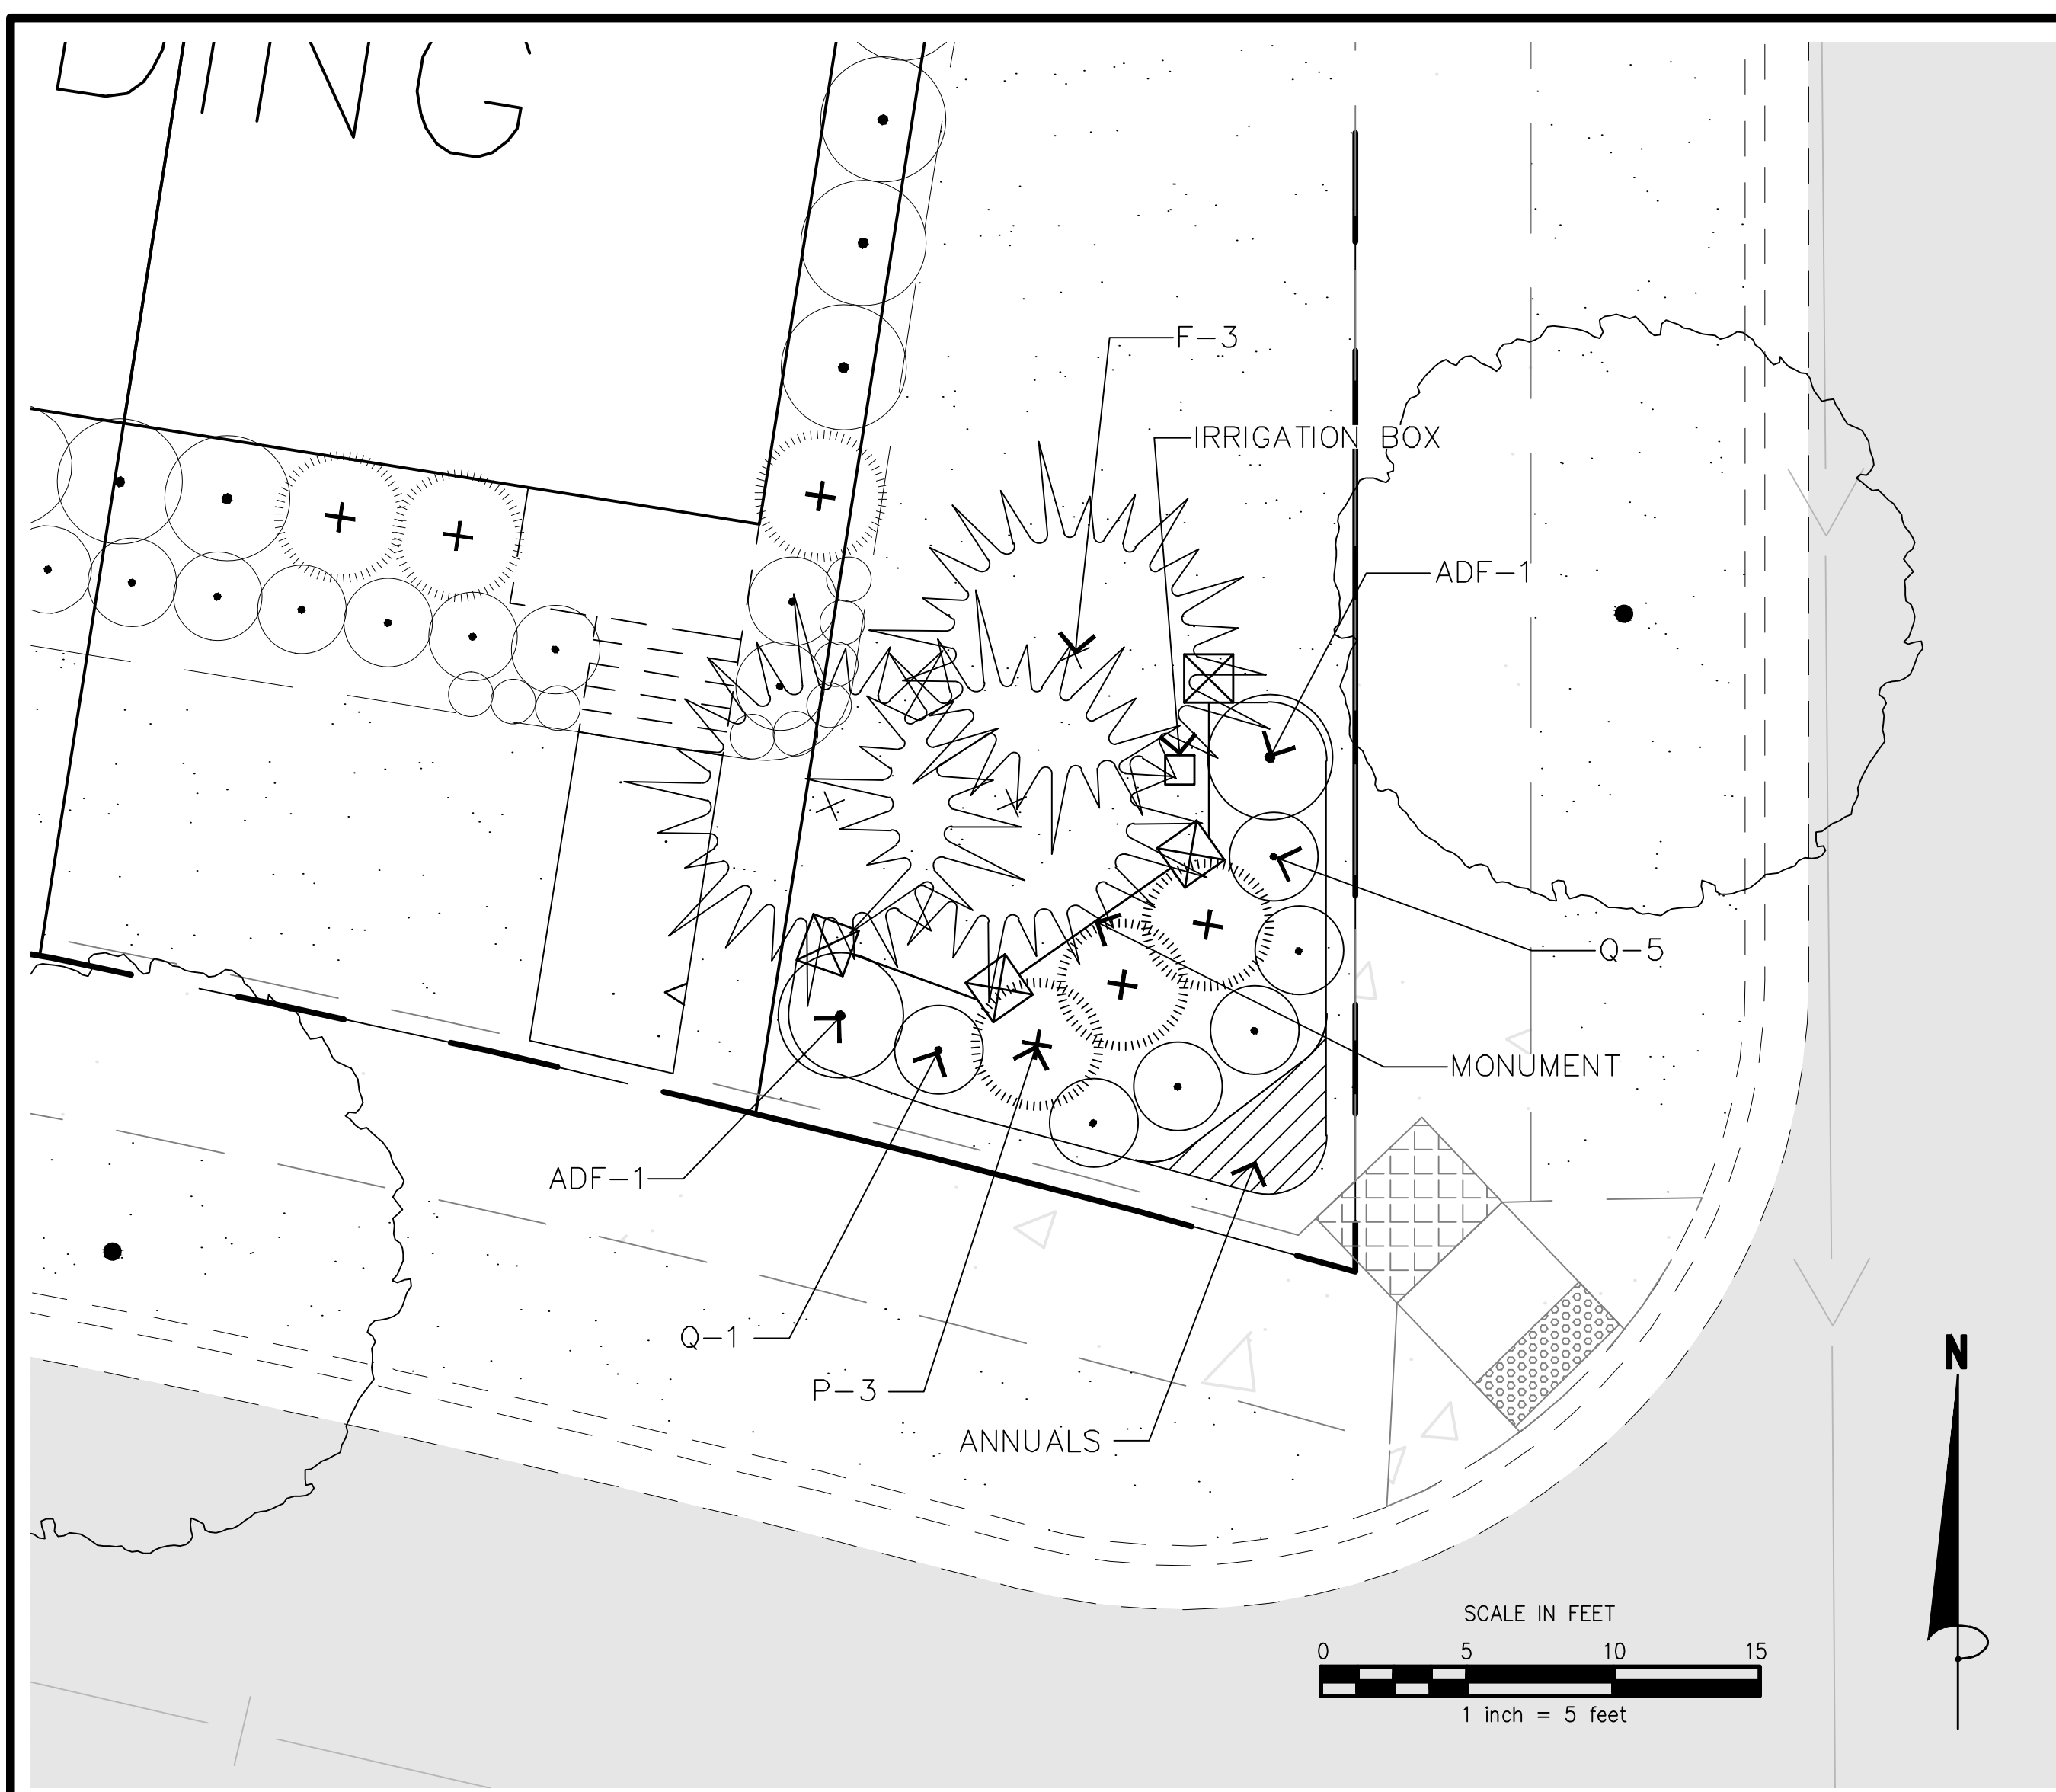 DING
F-3
IRRIGATION BOX
ADF-1
Q-5
MONUMENT
ADF-1
Q-1
P-3
ANNUALS
N
SCALE IN FEET
0 5 10 15
1 inch = 5 feet